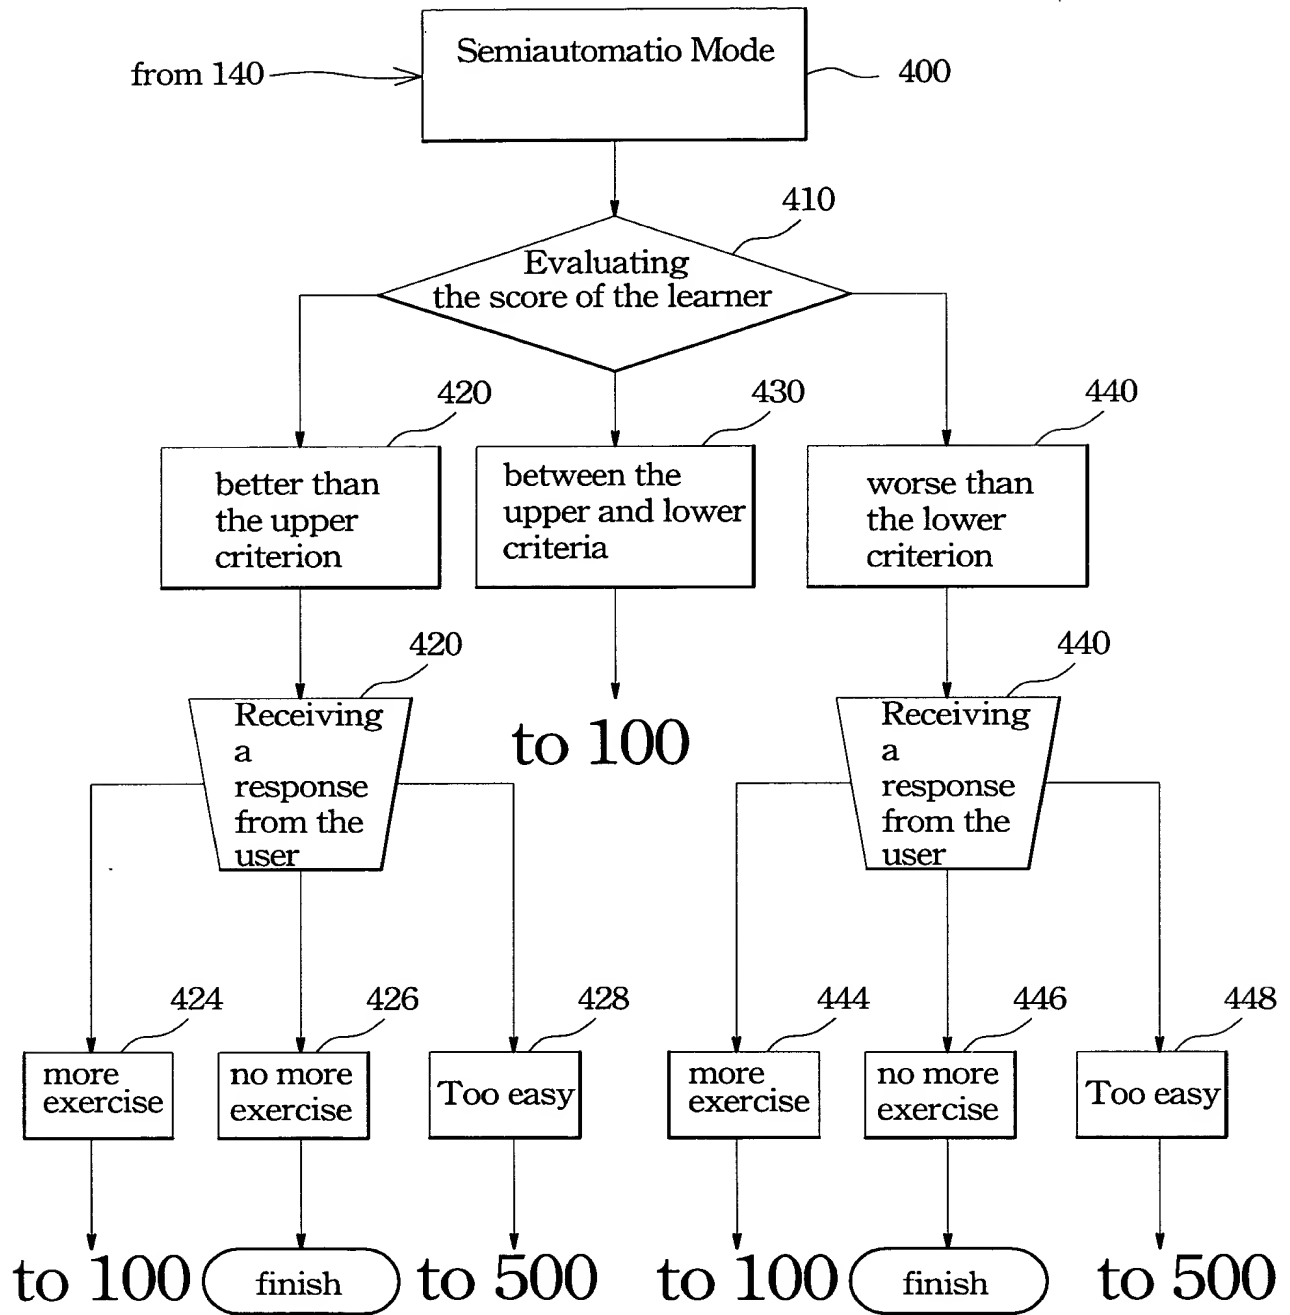 Semiautomatio Mode
from 140
400
410
Evaluating
the score of the learner
420
430
440
better than
the upper
criterion
between the
upper and lower
criteria
worse than
the lower
criterion
420
440
Receiving
a
response
from the
user
to 100
Receiving
a
response
from the
user
424
426
428
444
446
448
more
exercise
no more
exercise
Too easy
more
exercise
no more
exercise
Too easy
to 100
finish
to 500
to 100
finish
to 500